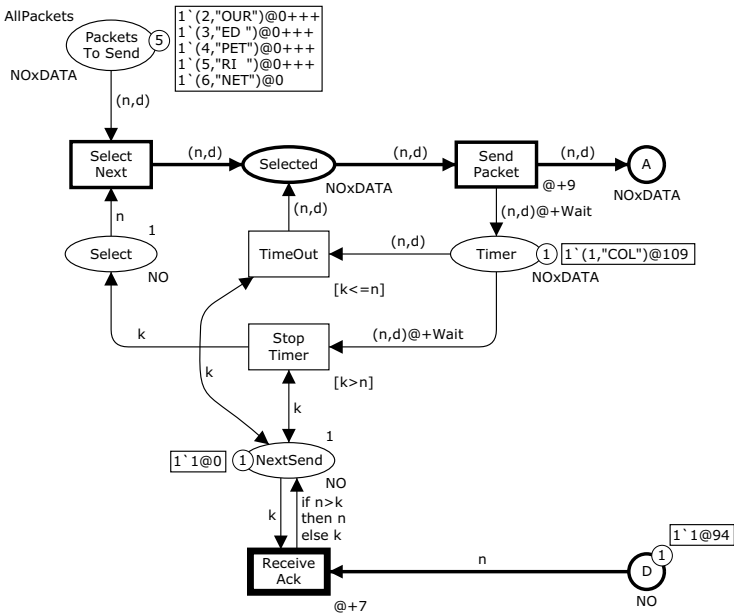 AllPackets
Packets
To Send
5
1`(2,"OUR")@0+++
1`(3,"ED ")@0+++
1`(4,"PET")@0+++
1`(5,"RI  ")@0+++
1`(6,"NET")@0
NOxDATA
(n,d)
Select
Next
(n,d)
Selected
NOxDATA
(n,d)
Send
Packet
@+9
(n,d)
A
NOxDATA
n
(n,d)
(n,d)@+Wait
1
Select
NO
TimeOut
[k<=n]
(n,d)
Timer
1
1`(1,"COL")@109
NOxDATA
k
Stop
Timer
(n,d)@+Wait
[k>n]
k
k
1
1`1@0
1
NextSend
NO
k
if n>k
then n
else k
1`1@94
Receive
Ack
@+7
n
1
D
NO